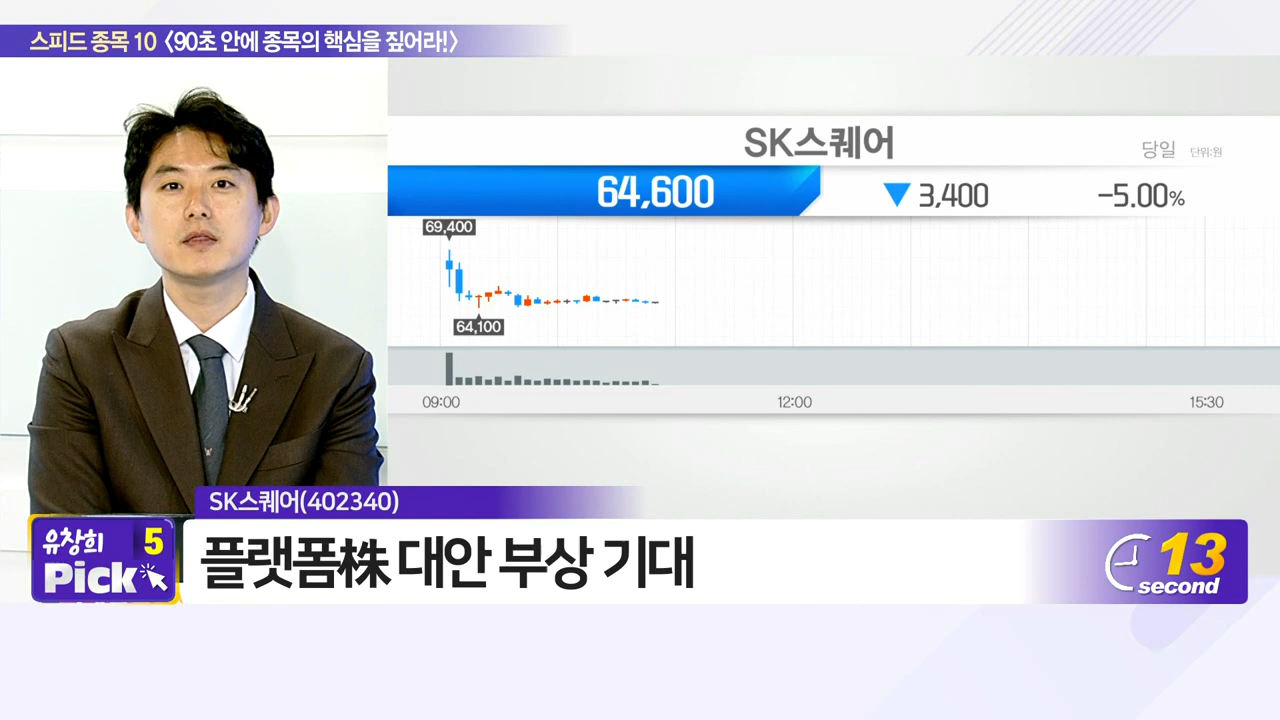 스피드 종목 10 〈90초 안에 종목의 핵심을 짚어라!〉
SK스퀘어
당일 단위:원
64,600 ▼ 3,400 -5.00%
69,400
64,100
09:00 12:00 15:30
SK스퀘어(402340)
유창희 5
Pick
플랫폼株 대안 부상 기대
13
second